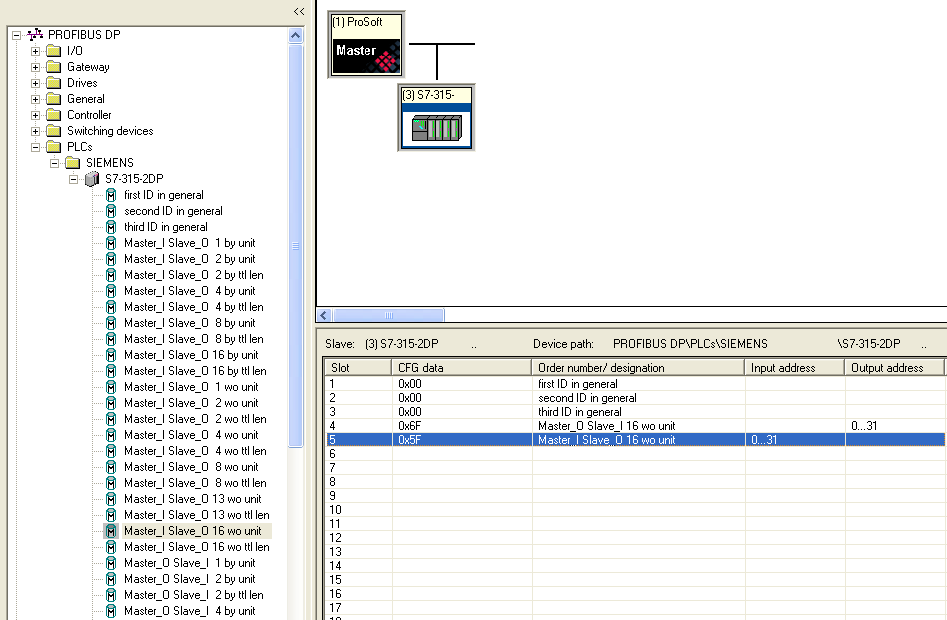 <<
PROFIBUS DP
I/O
Gateway
Drives
General
Controller
Switching devices
PLCs
SIEMENS
S7-315-2DP
first ID in general
second ID in general
third ID in general
Master_I Slave_O 1 by unit
Master_I Slave_O 2 by unit
Master_I Slave_O 2 by ttl len
Master_I Slave_O 4 by unit
Master_I Slave_O 4 by ttl len
Master_I Slave_O 8 by unit
Master_I Slave_O 8 by ttl len
Master_I Slave_O 16 by unit
Master_I Slave_O 16 by ttl len
Master_I Slave_O 1 wo unit
Master_I Slave_O 2 wo unit
Master_I Slave_O 2 wo ttl len
Master_I Slave_O 4 wo unit
Master_I Slave_O 4 wo ttl len
Master_I Slave_O 8 wo unit
Master_I Slave_O 8 wo ttl len
Master_I Slave_O 13 wo unit
Master_I Slave_O 13 wo ttl len
Master_I Slave_O 16 wo unit
Master_I Slave_O 16 wo ttl len
Master_O Slave_I 1 by unit
Master_O Slave_I 2 by unit
Master_O Slave_I 2 by ttl len
Master_O Slave_I 4 by unit
(1) ProSoft
Master
(3) S7-315-
Slave: (3) S7-315-2DP .. Device path: PROFIBUS DP\PLCs\SIEMENS \S7-315-2DP ..
Slot CFG data Order number/ designation Input address Output address
1 0x00 first ID in general
2 0x00 second ID in general
3 0x00 third ID in general
4 0x6F Master_O Slave_I 16 wo unit 0...31
5 0x5F Master_I Slave_O 16 wo unit 0...31
6
7
8
9
10
11
12
13
14
15
16
17